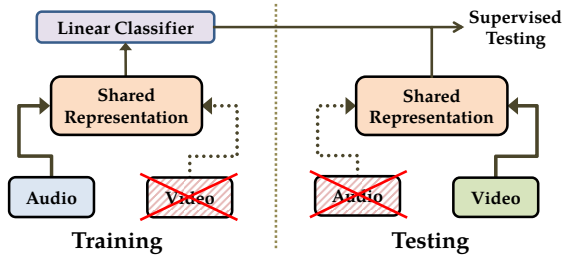 Linear Classifier
Supervised
Testing
Shared
Representation
Shared
Representation
Audio
Video
Audio
Video
Training
Testing